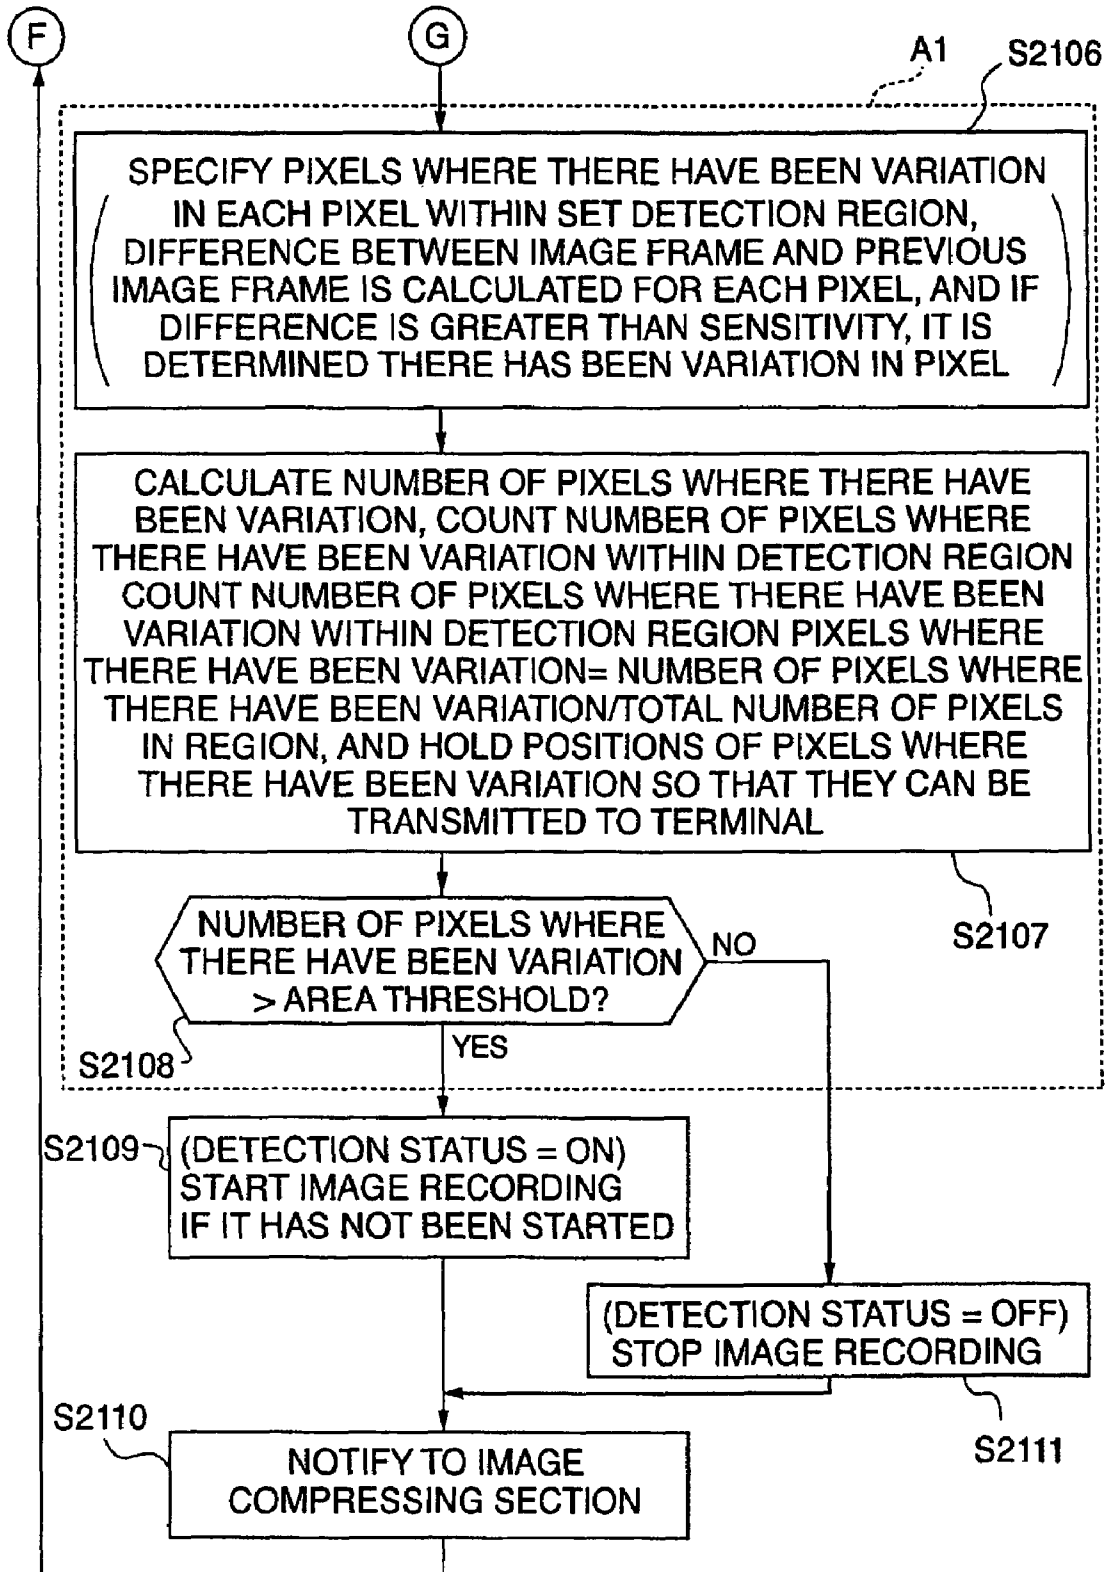 F
G
A1
S2106
SPECIFY PIXELS WHERE THERE HAVE BEEN VARIATION
IN EACH PIXEL WITHIN SET DETECTION REGION,
DIFFERENCE BETWEEN IMAGE FRAME AND PREVIOUS
IMAGE FRAME IS CALCULATED FOR EACH PIXEL, AND IF
DIFFERENCE IS GREATER THAN SENSITIVITY, IT IS
DETERMINED THERE HAS BEEN VARIATION IN PIXEL
CALCULATE NUMBER OF PIXELS WHERE THERE HAVE
BEEN VARIATION, COUNT NUMBER OF PIXELS WHERE
THERE HAVE BEEN VARIATION WITHIN DETECTION REGION
COUNT NUMBER OF PIXELS WHERE THERE HAVE BEEN
VARIATION WITHIN DETECTION REGION PIXELS WHERE
THERE HAVE BEEN VARIATION= NUMBER OF PIXELS WHERE
THERE HAVE BEEN VARIATION/TOTAL NUMBER OF PIXELS
IN REGION, AND HOLD POSITIONS OF PIXELS WHERE
THERE HAVE BEEN VARIATION SO THAT THEY CAN BE
TRANSMITTED TO TERMINAL
S2107
NUMBER OF PIXELS WHERE
THERE HAVE BEEN VARIATION
> AREA THRESHOLD?
NO
S2108
YES
S2109
(DETECTION STATUS = ON)
START IMAGE RECORDING
IF IT HAS NOT BEEN STARTED
(DETECTION STATUS = OFF)
STOP IMAGE RECORDING
S2111
S2110
NOTIFY TO IMAGE
COMPRESSING SECTION